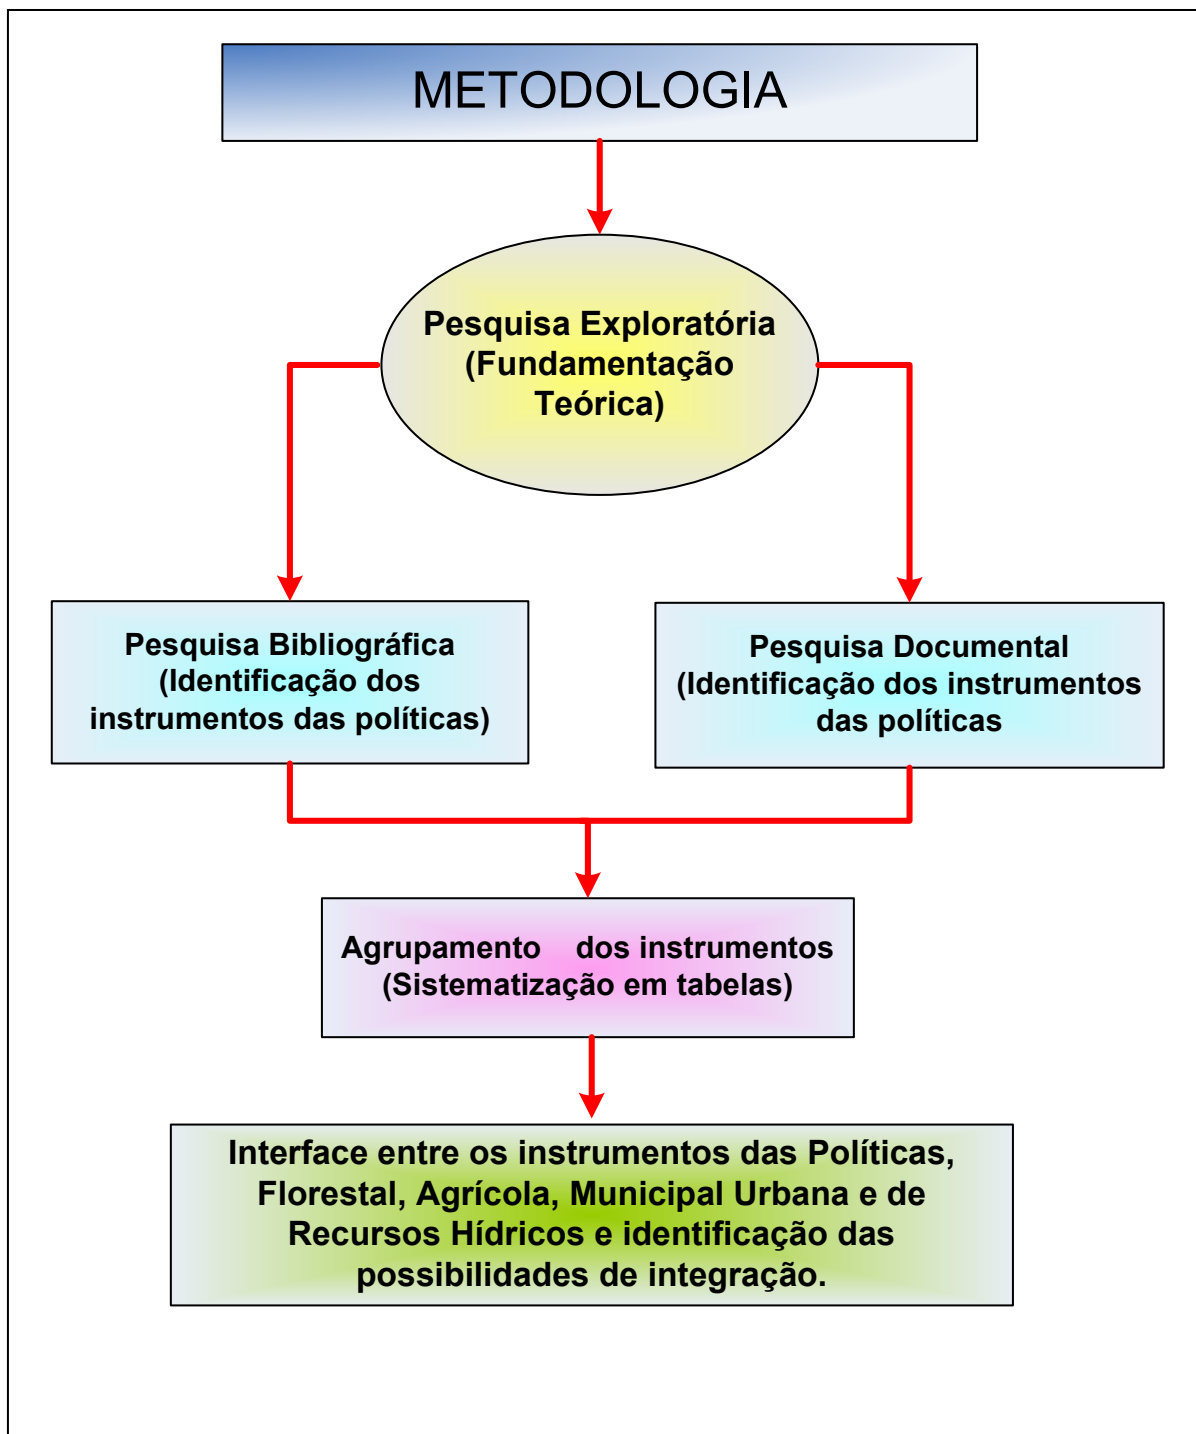 METODOLOGIA
Pesquisa Exploratória
(Fundamentação
Teórica)
Pesquisa Bibliográfica
(Identificação dos
instrumentos das políticas)
Pesquisa Documental
(Identificação dos instrumentos
das políticas
Agrupamento dos instrumentos
(Sistematização em tabelas)
Interface entre os instrumentos das Políticas,
Florestal, Agrícola, Municipal Urbana e de
Recursos Hídricos e identificação das
possibilidades de integração.